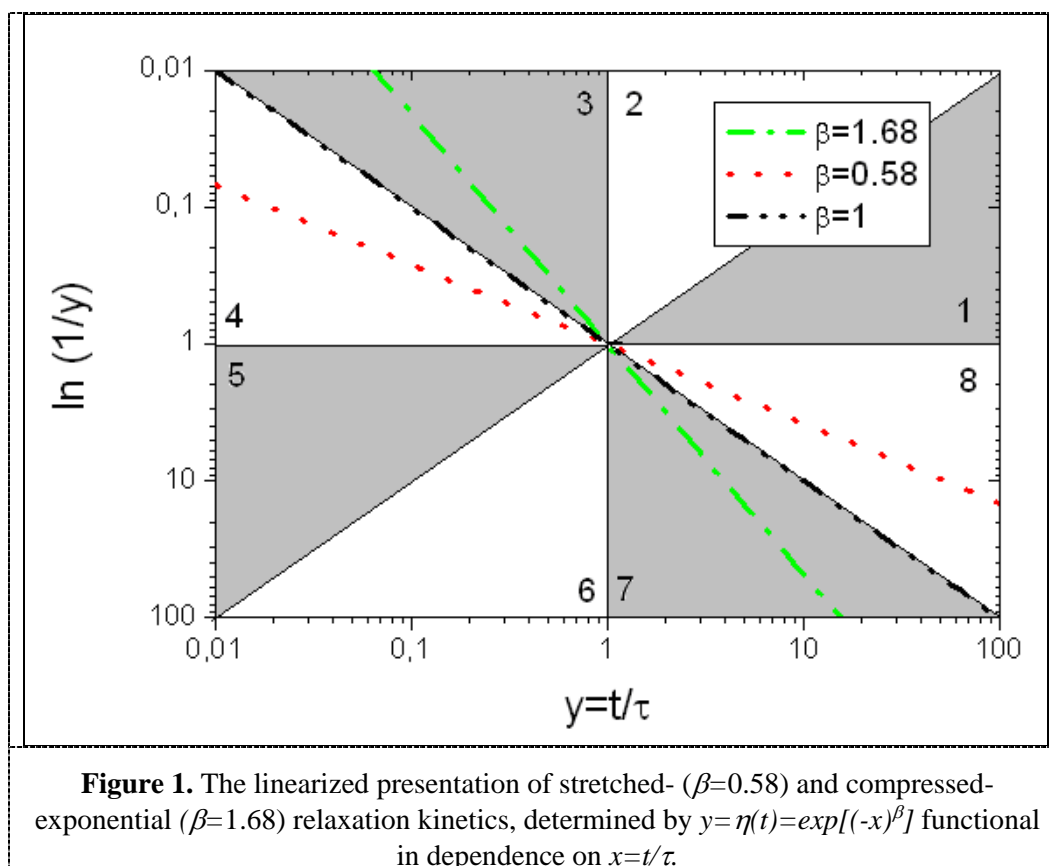 0,01
0,1
1
10
100
ln (1/y)
3
2
4
1
5
8
6
7
β=1.68
β=0.58
β=1
0,01
0,1
1
10
100
y=t/τ
Figure 1. The linearized presentation of stretched- (β=0.58) and compressed-
exponential (β=1.68) relaxation kinetics, determined by y=η(t)=exp[(-x)^β] functional
in dependence on x=t/τ.